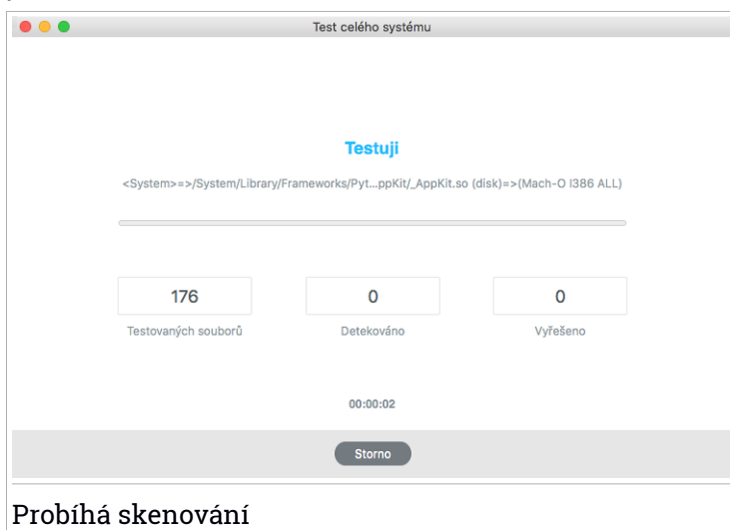 Test celého systému
Testuji
<System>=>/System/Library/Frameworks/Pyt...ppKit/_AppKit.so (disk)=>(Mach-O I386 ALL)
176 0 0
Testovaných souborů Detekováno Vyřešeno
00:00:02
Storno
Probíhá skenování